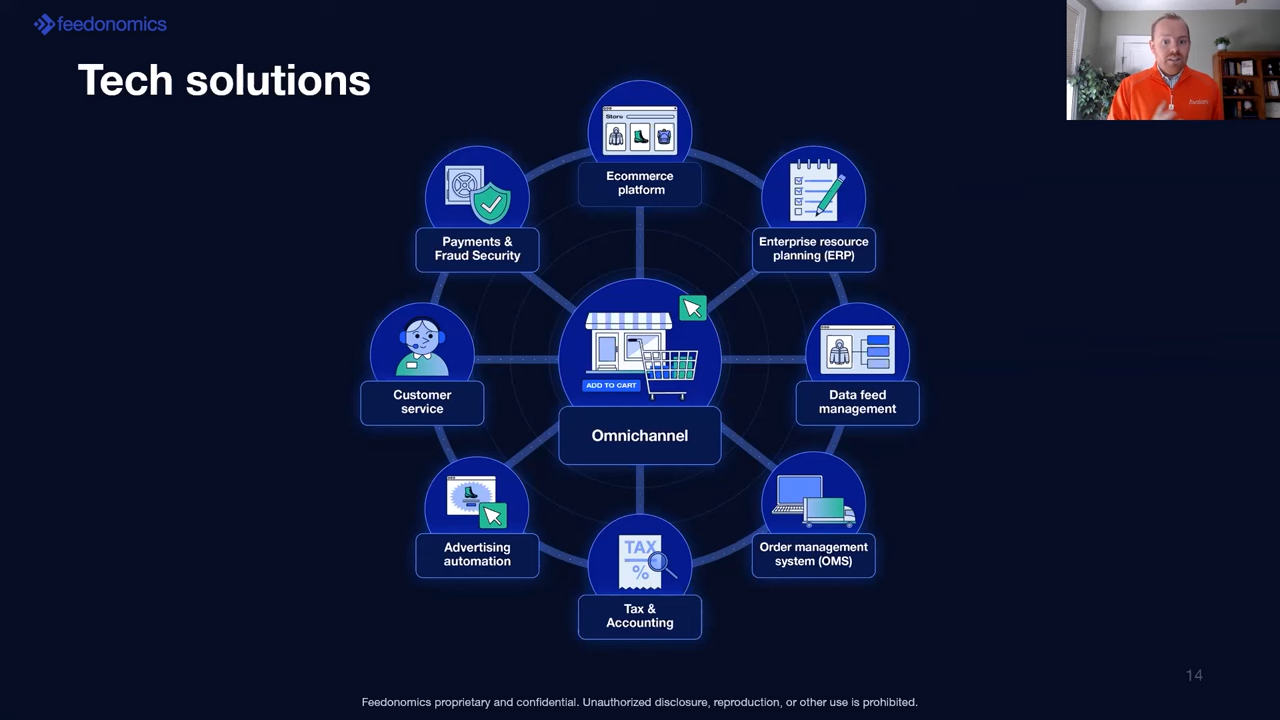 feedonomics
Tech solutions
Store
Ecommerce
platform
Payments &
Fraud Security
Enterprise resource
planning (ERP)
ADD TO CART
Omnichannel
Customer
service
Data feed
management
Advertising
automation
TAX
%
Tax &
Accounting
Order management
system (OMS)
14
Feedonomics proprietary and confidential. Unauthorized disclosure, reproduction, or other use is prohibited.